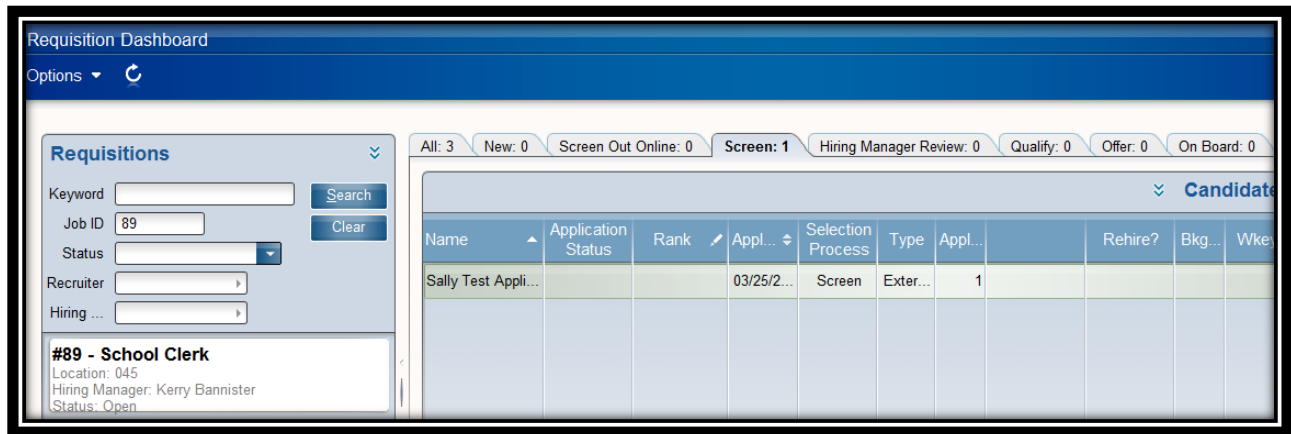 Requisition Dashboard
Options
Requisitions
Keyword
Search
Job ID 89
Clear
Status
Recruiter
Hiring ...
#89 - School Clerk
Location: 045
Hiring Manager: Kerry Bannister
Status: Open
All: 3 New: 0 Screen Out Online: 0 Screen: 1 Hiring Manager Review: 0 Qualify: 0 Offer: 0 On Board: 0
Candidate
Name Application Status Rank Appl... Selection Process Type Appl... Rehire? Bkg... Wkey
Sally Test Appli... 03/25/2... Screen Exter... 1